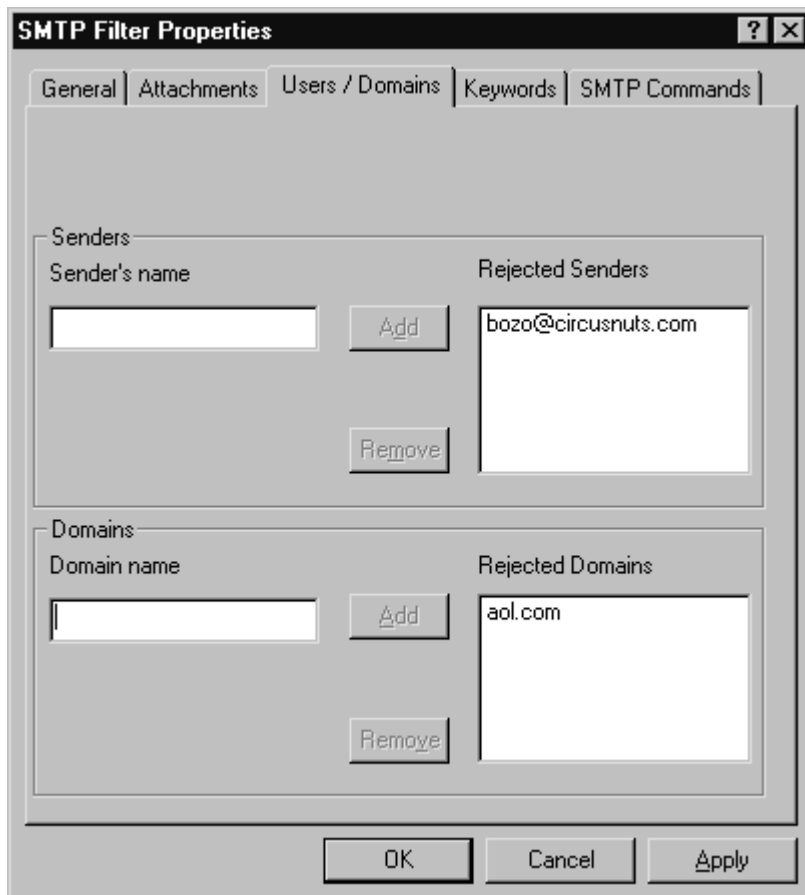 SMTP Filter Properties
General Attachments Users / Domains Keywords SMTP Commands
Senders
Sender's name
Rejected Senders
Add
bozo@circusnuts.com
Remove
Domains
Domain name
Rejected Domains
Add
aol.com
Remove
OK Cancel Apply